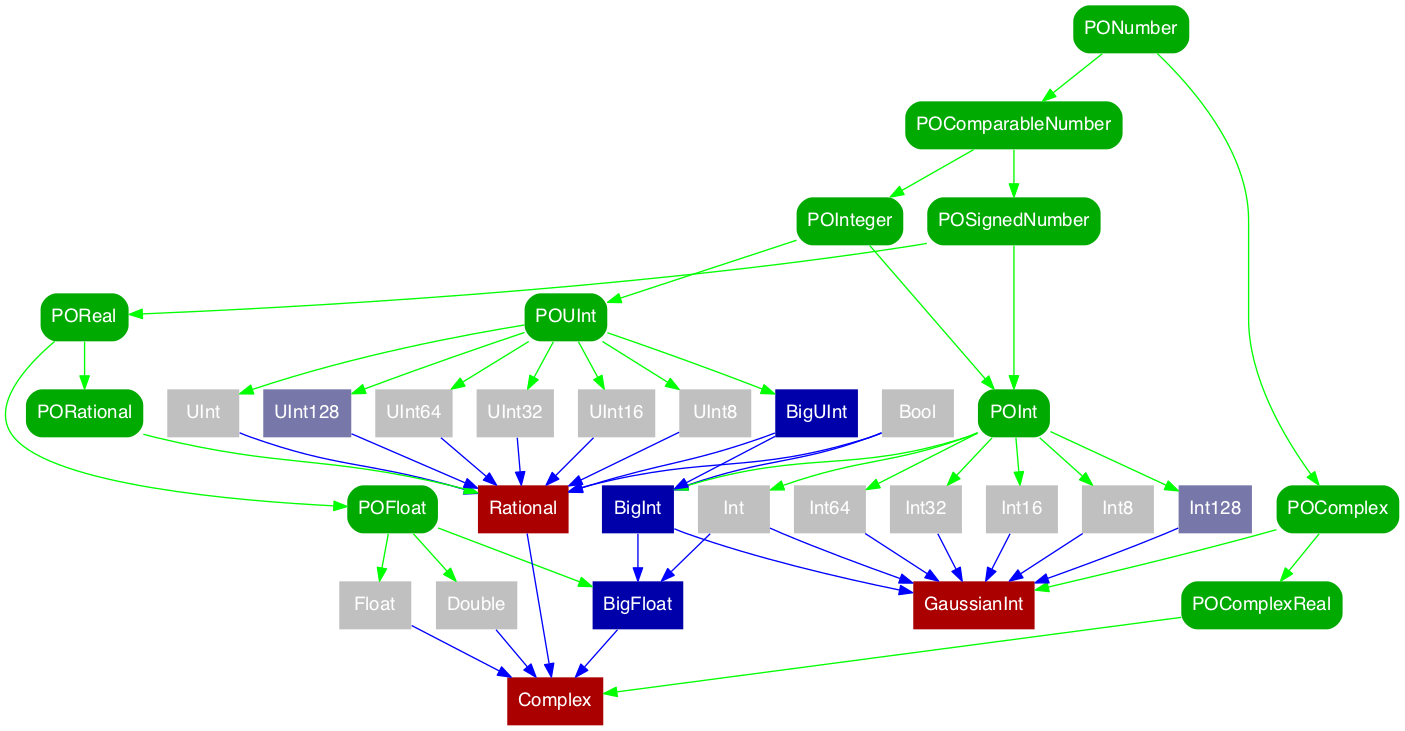 PONumber
POComparableNumber
POInteger
POSignedNumber
POReal
POUInt
PORational
UInt
UInt128
UInt64
UInt32
UInt16
UInt8
BigUInt
Bool
POInt
POFloat
Rational
BigInt
Int
Int64
Int32
Int16
Int8
Int128
POComplex
Float
Double
BigFloat
GaussianInt
POComplexReal
Complex